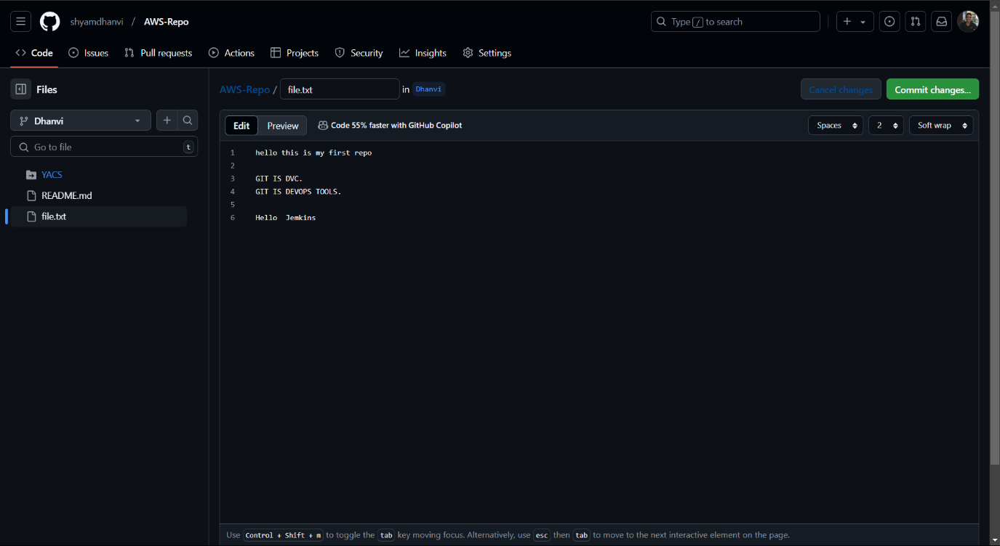 shyamdhanvi / AWS-Repo
Type / to search
Code Issues Pull requests Actions Projects Security Insights Settings
Files
Dhanvi
Go to file t
YACS
README.md
file.txt
AWS-Repo / file.txt in Dhanvi
Cancel changes Commit changes...
Edit Preview Code 55% faster with GitHub Copilot Spaces 2 Soft wrap
1 hello this is my first repo
2
3 GIT IS DVC.
4 GIT IS DEVOPS TOOLS.
5
6 Hello  Jemkins
Use Control + Shift + m to toggle the tab key moving focus. Alternatively, use esc then tab to move to the next interactive element on the page.